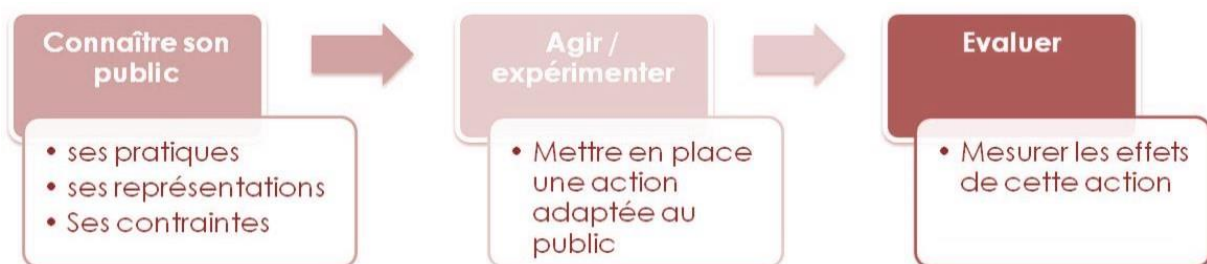 Connaître son
public
• ses pratiques
• ses représentations
• Ses contraintes
Agir /
expérimenter
• Mettre en place
une action
adaptée au
public
Evaluer
• Mesurer les effets
de cette action